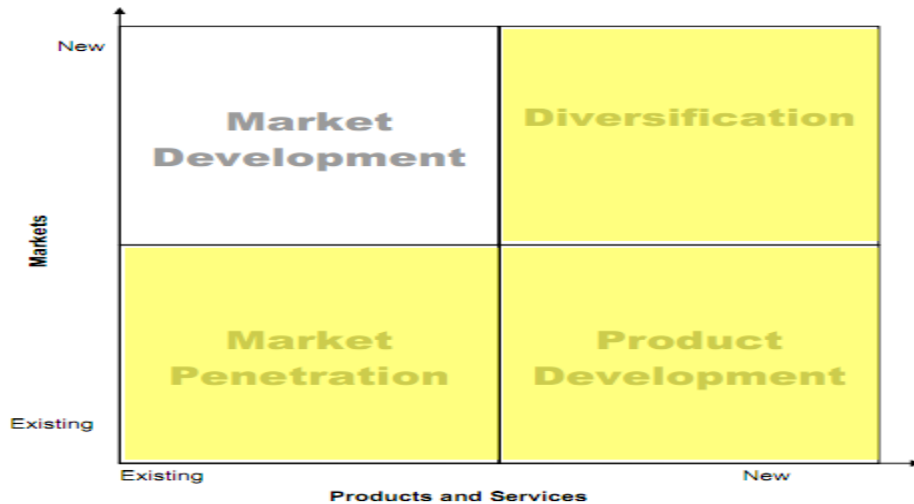 New
Market
Development
Diversification
Markets
Market
Penetration
Product
Development
Existing
Existing
New
Products and Services